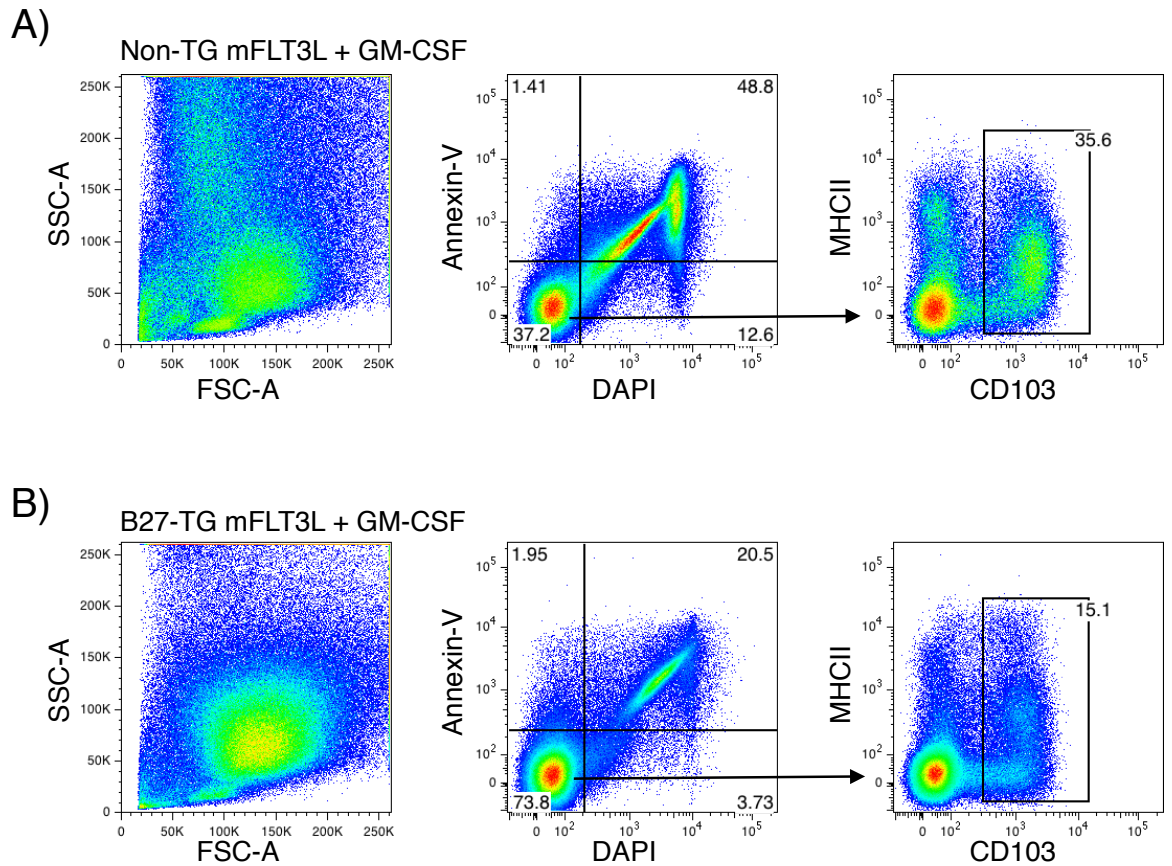 A)
Non-TG mFLT3L + GM-CSF
250K
200K
150K
100K
50K
0
SSC-A
0 50K 100K 150K 200K 250K
FSC-A
1.41 48.8
10^5
10^4
10^3
10^2
0
Annexin-V
37.2 12.6
0 10^2 10^3 10^4 10^5
DAPI
35.6
10^5
10^4
10^3
10^2
0
MHCII
0 10^2 10^3 10^4 10^5
CD103
B)
B27-TG mFLT3L + GM-CSF
250K
200K
150K
100K
50K
0
SSC-A
0 50K 100K 150K 200K 250K
FSC-A
1.95 20.5
10^5
10^4
10^3
10^2
0
Annexin-V
73.8 3.73
0 10^2 10^3 10^4 10^5
DAPI
15.1
10^5
10^4
10^3
10^2
0
MHCII
0 10^2 10^3 10^4 10^5
CD103